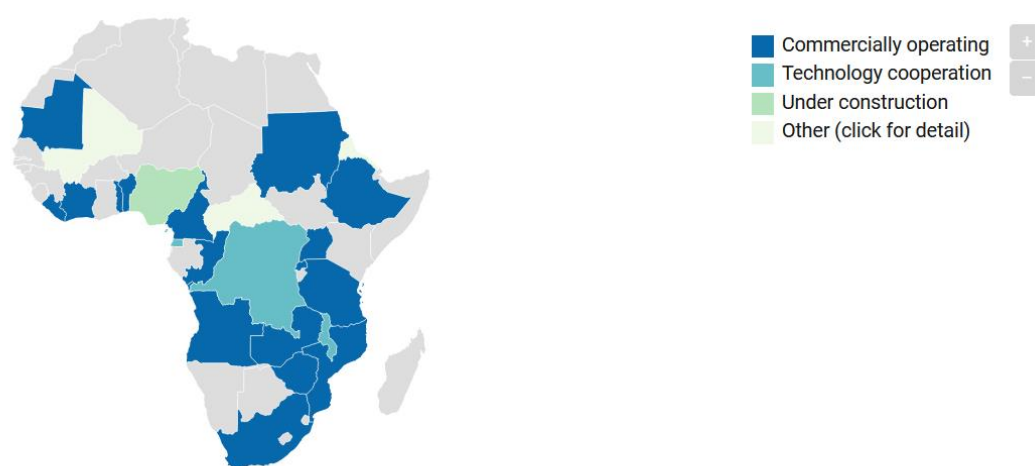 Commercially operating
Technology cooperation
Under construction
Other (click for detail)
+
−